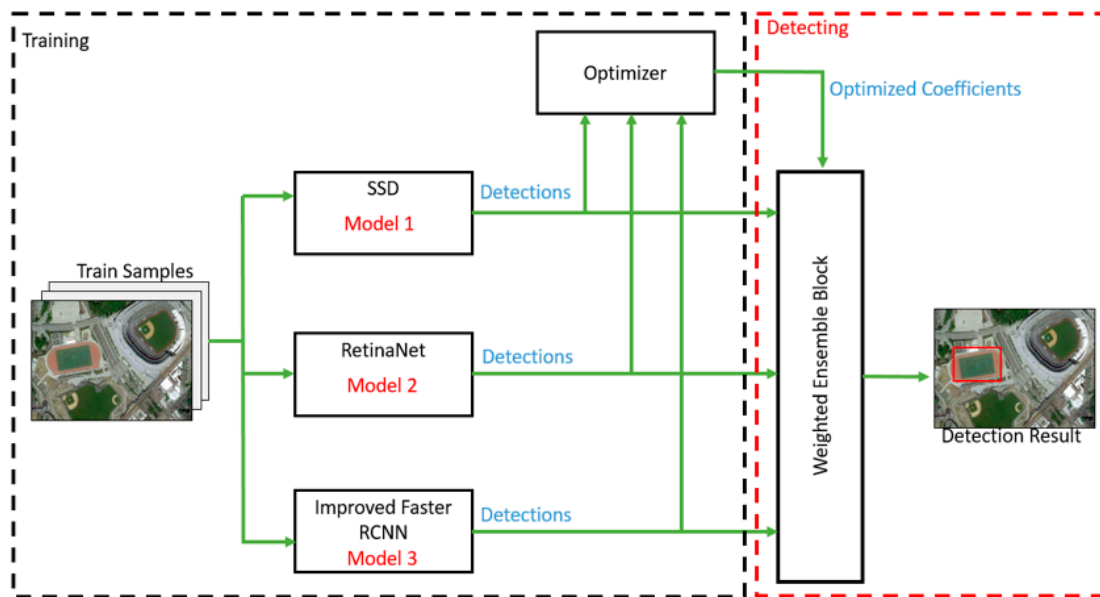 Training
Detecting
Optimizer
Optimized Coefficients
SSD
Model 1
Detections
Train Samples
RetinaNet
Model 2
Detections
Weighted Ensemble Block
Detection Result
Improved Faster
RCNN
Model 3
Detections